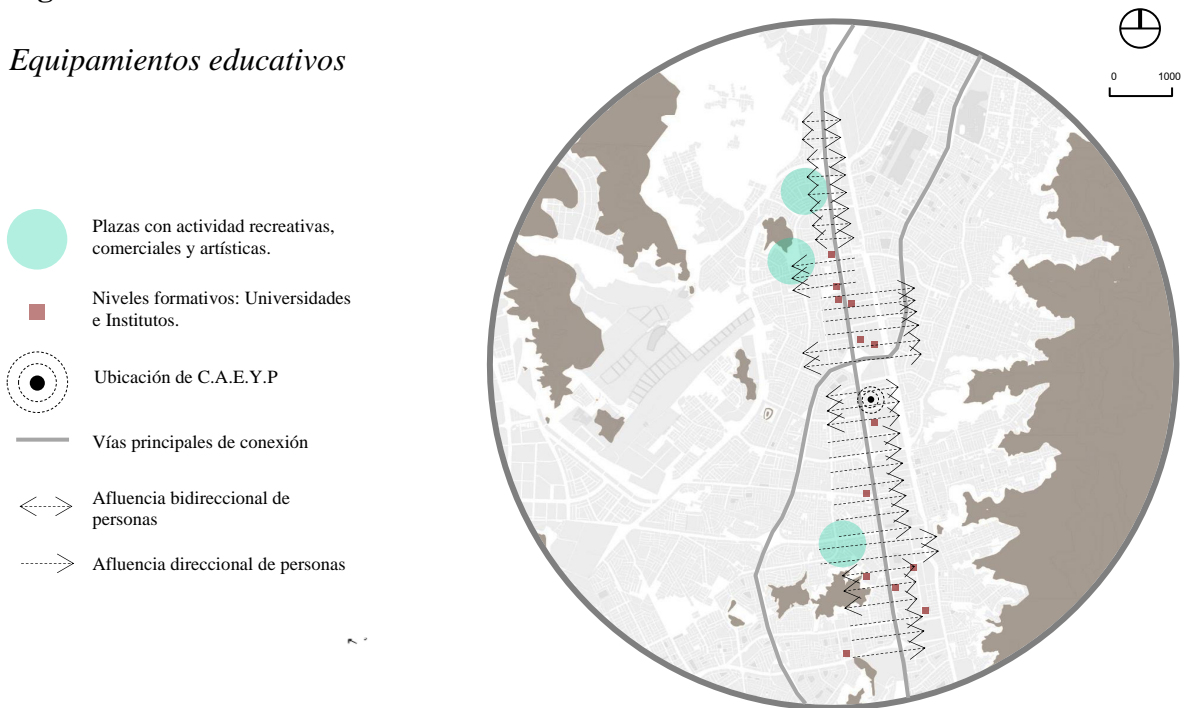 Equipamientos educativos
0 1000
Plazas con actividad recreativas,
comerciales y artísticas.
Niveles formativos: Universidades
e Institutos.
Ubicación de C.A.E.Y.P
Vías principales de conexión
Afluencia bidireccional de
personas
Afluencia direccional de personas